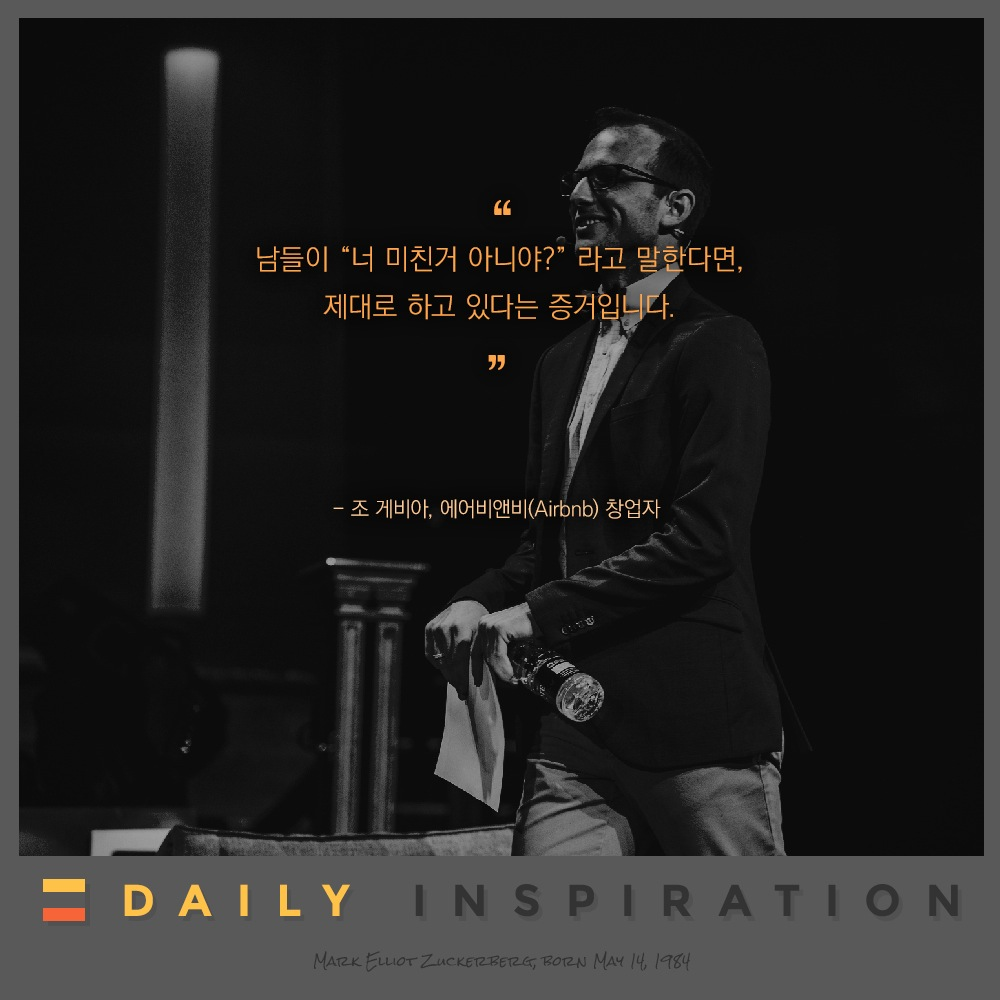 “
남들이 “너 미친거 아니야?” 라고 말한다면,
제대로 하고 있다는 증거입니다.
”
– 조 게비아, 에어비앤비(Airbnb) 창업자
DAILY INSPIRATION
Mark Elliot Zuckerberg, born May 14, 1984